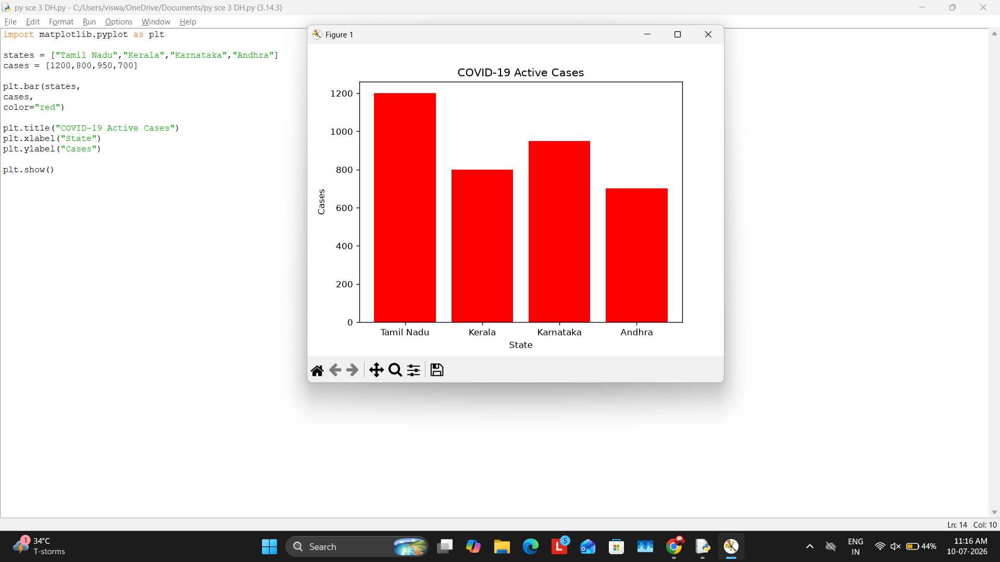 py sce 3 DH.py - C:/Users/viswa/OneDrive/Documents/py sce 3 DH.py (3.14.3)
File Edit Format Run Options Window Help
import matplotlib.pyplot as plt
states = ["Tamil Nadu","Kerala","Karnataka","Andhra"]
cases = [1200,800,950,700]
plt.bar(states,
cases,
color="red")
plt.title("COVID-19 Active Cases")
plt.xlabel("State")
plt.ylabel("Cases")
plt.show()
Figure 1
COVID-19 Active Cases
1200
1000
800
600
400
200
0
Cases
Tamil Nadu Kerala Karnataka Andhra
State
Ln: 14 Col: 10
1
34°C
T-storms
Search
L
5
ENG
IN
44%
11:16 AM
10-07-2026